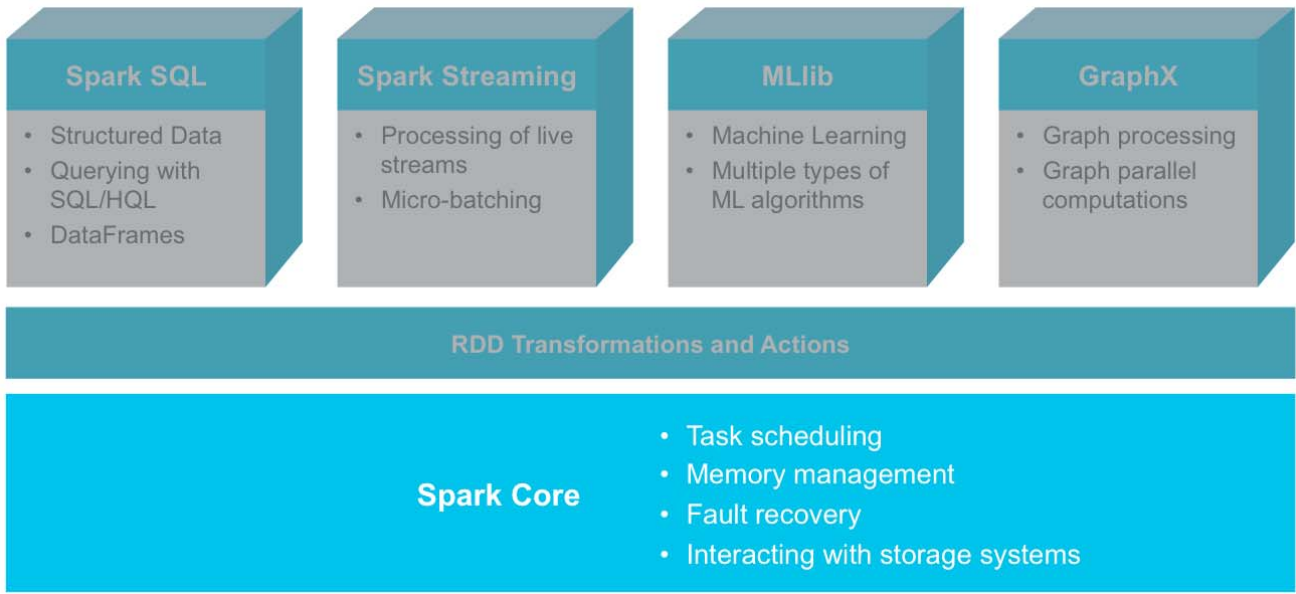 Spark SQL
• Structured Data
• Querying with
SQL/HQL
• DataFrames
Spark Streaming
• Processing of live
streams
• Micro-batching
MLlib
• Machine Learning
• Multiple types of
ML algorithms
GraphX
• Graph processing
• Graph parallel
computations
RDD Transformations and Actions
Spark Core
• Task scheduling
• Memory management
• Fault recovery
• Interacting with storage systems